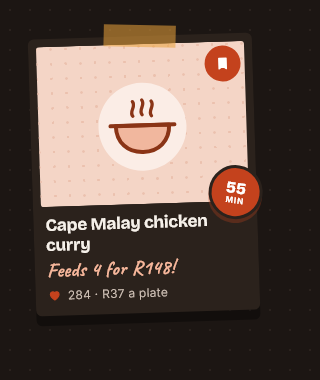 55
MIN
Cape Malay chicken
curry
Feeds 4 for R148!
284 · R37 a plate